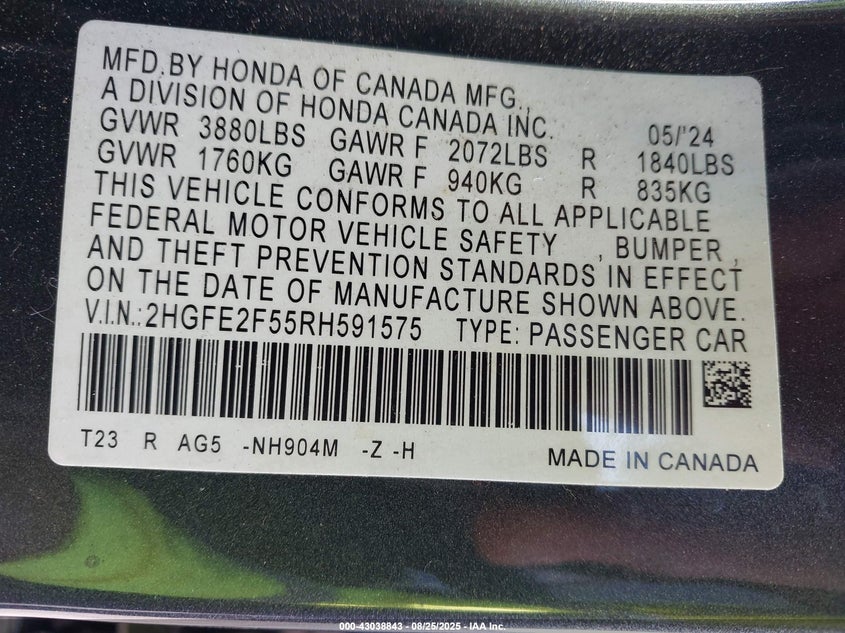 MFD. BY HONDA OF CANADA MFG.,
A DIVISION OF HONDA CANADA INC. 05/'24
GVWR 3880LBS GAWR F 2072LBS R 1840LBS
GVWR 1760KG GAWR F 940KG R 835KG
THIS VEHICLE CONFORMS TO ALL APPLICABLE
FEDERAL MOTOR VEHICLE SAFETY , BUMPER ,
AND THEFT PREVENTION STANDARDS IN EFFECT
ON THE DATE OF MANUFACTURE SHOWN ABOVE.
V.I.N.:2HGFE2F55RH591575 TYPE: PASSENGER CAR
T23 R AG5 -NH904M -Z -H
MADE IN CANADA
000-43038843 - 08/25/2025 - IAA Inc.